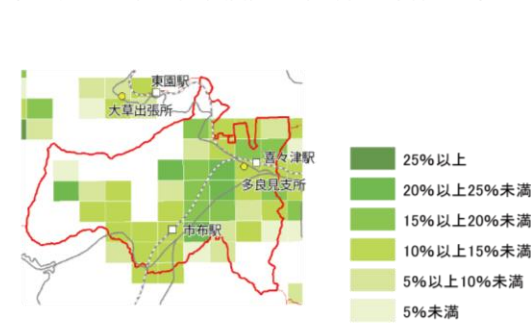 東園駅
大草出張所
喜々津駅
多良見支所
市布駅
25％以上
20％以上25％未満
15％以上20％未満
10％以上15％未満
5％以上10％未満
5％未満